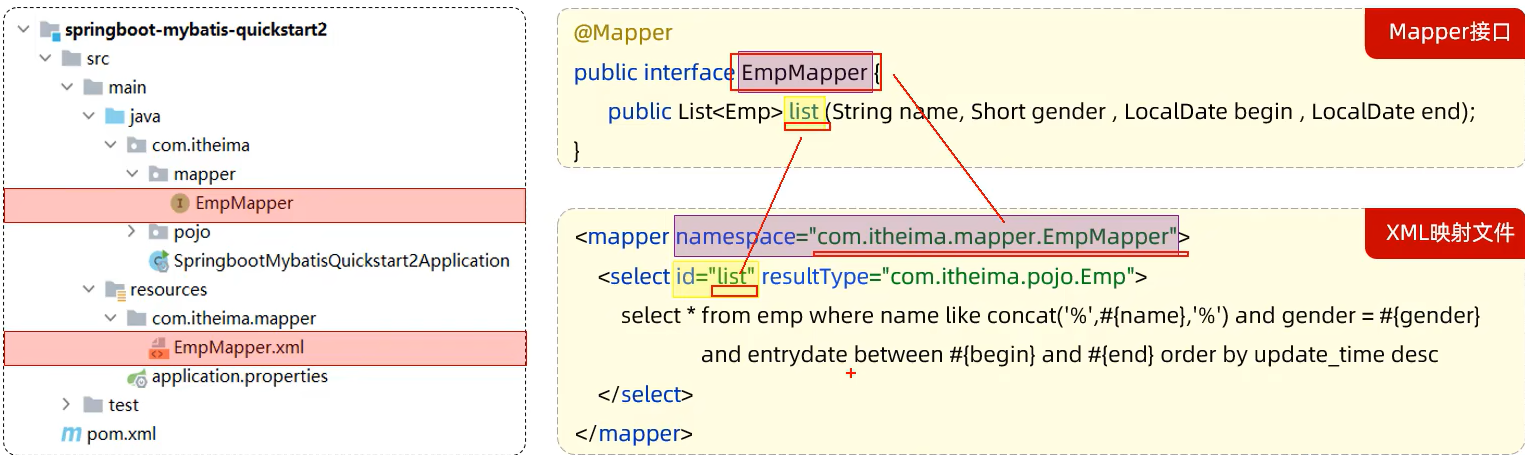 springboot-mybatis-quickstart2
src
main
java
com.itheima
mapper
EmpMapper
pojo
SpringbootMybatisQuickstart2Application
resources
com.itheima.mapper
EmpMapper.xml
application.properties
test
pom.xml
Mapper接口
@Mapper
public interface EmpMapper {
public List<Emp> list (String name, Short gender , LocalDate begin , LocalDate end);
}
XML映射文件
<mapper namespace="com.itheima.mapper.EmpMapper">
<select id="list" resultType="com.itheima.pojo.Emp">
select * from emp where name like concat('%',#{name},'%') and gender = #{gender}
and entrydate between #{begin} and #{end} order by update_time desc
</select>
</mapper>